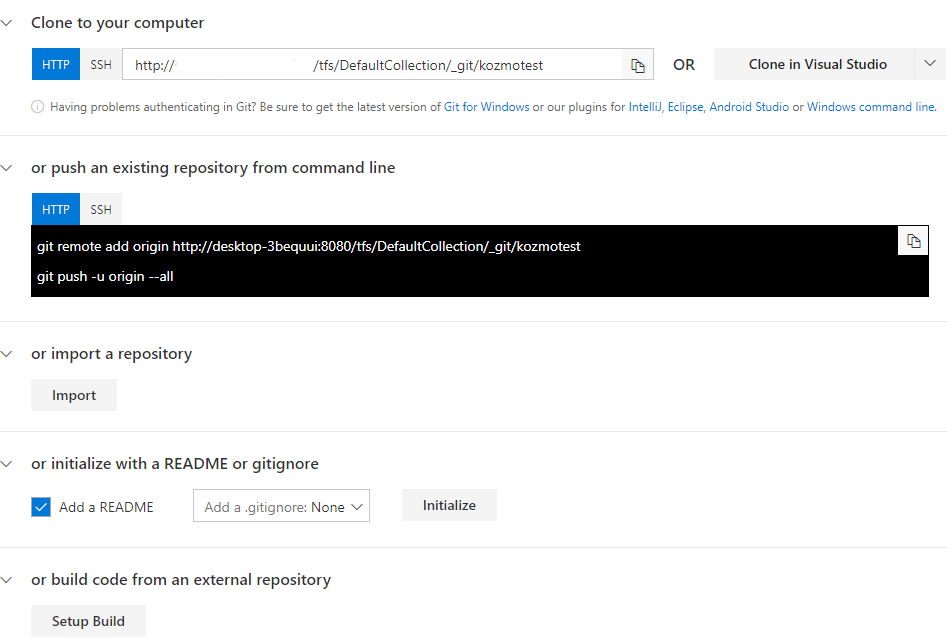 Clone to your computer
HTTP SSH http:// /tfs/DefaultCollection/_git/kozmotest OR Clone in Visual Studio
Having problems authenticating in Git? Be sure to get the latest version of Git for Windows or our plugins for IntelliJ, Eclipse, Android Studio or Windows command line.
or push an existing repository from command line
HTTP SSH
git remote add origin http://desktop-3bequui:8080/tfs/DefaultCollection/_git/kozmotest
git push -u origin --all
or import a repository
Import
or initialize with a README or gitignore
Add a README Add a .gitignore: None Initialize
or build code from an external repository
Setup Build